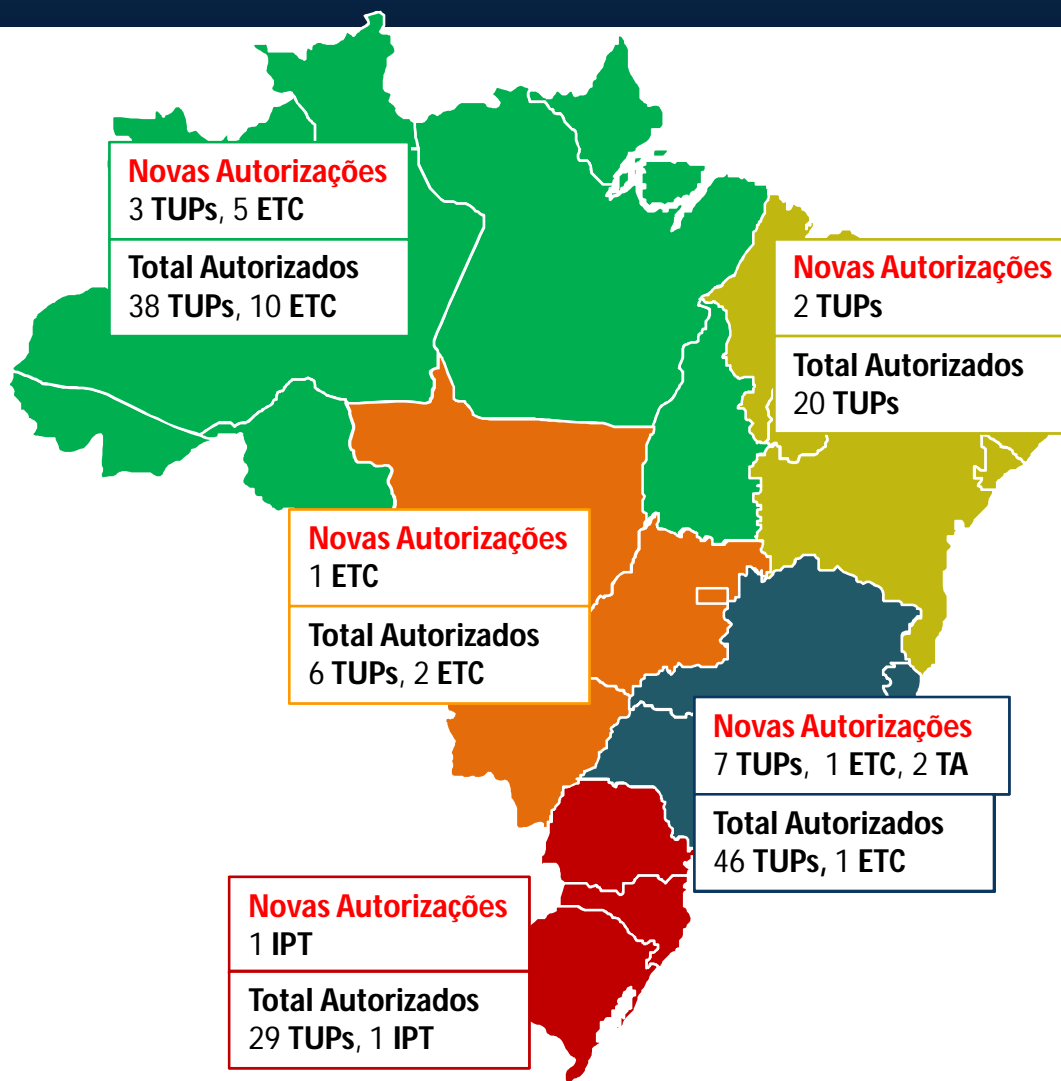 Novas Autorizações
3 TUPs, 5 ETC
Total Autorizados
38 TUPs, 10 ETC
Novas Autorizações
2 TUPs
Total Autorizados
20 TUPs
Novas Autorizações
1 ETC
Total Autorizados
6 TUPs, 2 ETC
Novas Autorizações
7 TUPs, 1 ETC, 2 TA
Total Autorizados
46 TUPs, 1 ETC
Novas Autorizações
1 IPT
Total Autorizados
29 TUPs, 1 IPT